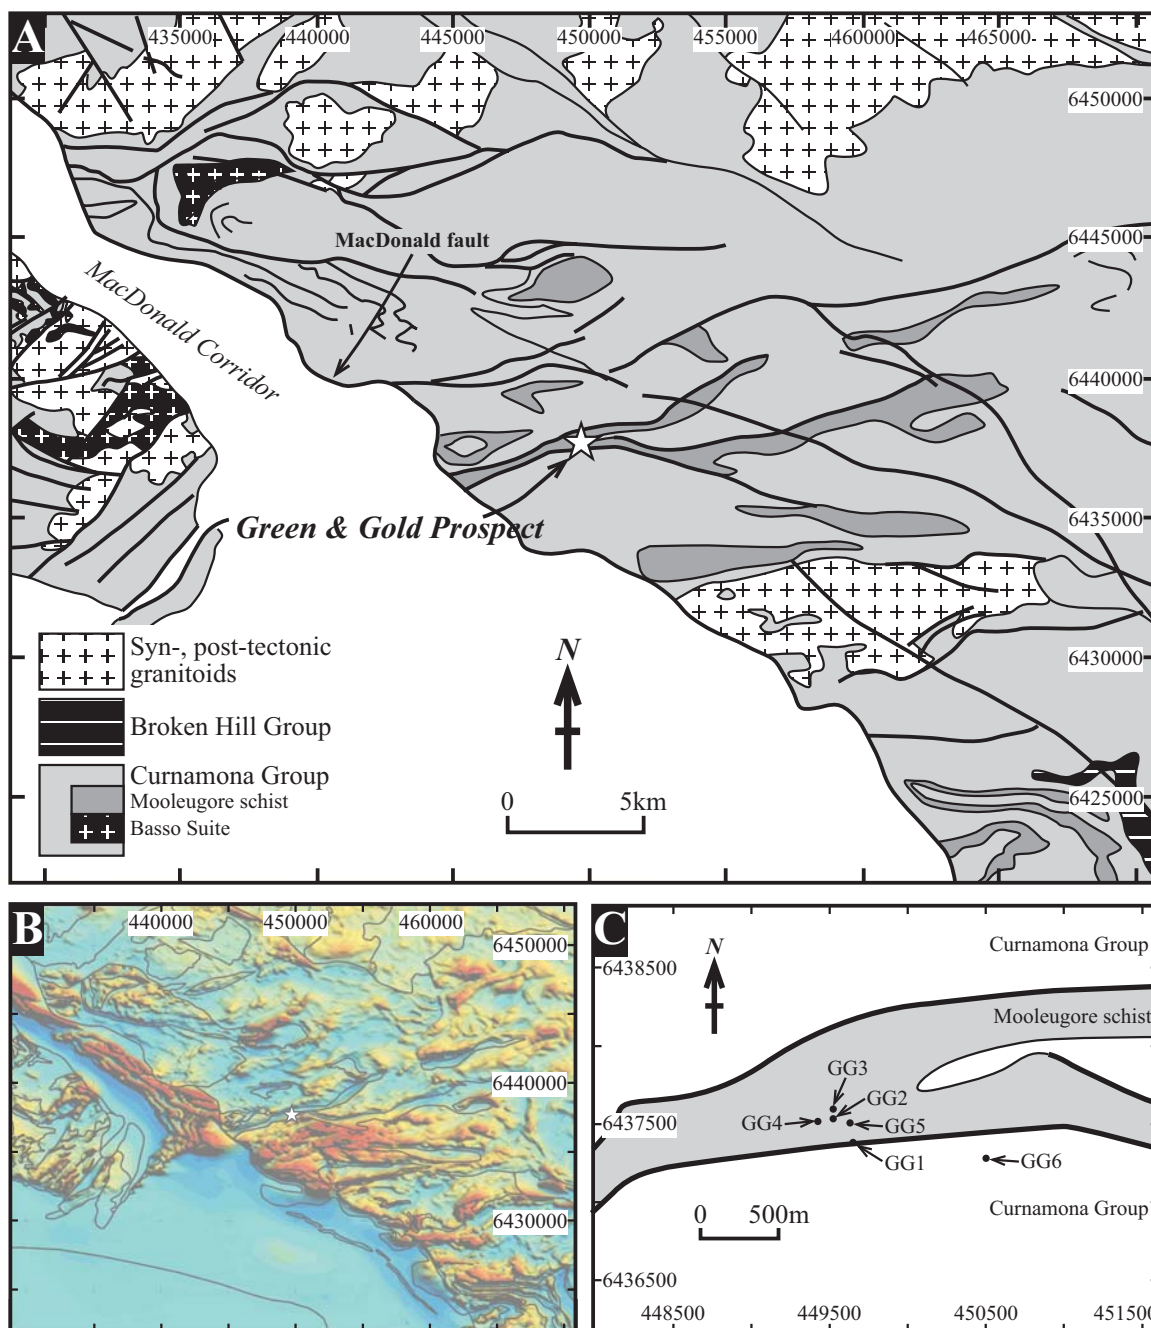 A
435000
440000
445000
450000
455000
460000
465000
6450000
6445000
6440000
6435000
6430000
6425000
MacDonald fault
MacDonald Corridor
Green & Gold Prospect
Syn-, post-tectonic
granitoids
Broken Hill Group
Curnamona Group
Mooleugore schist
Basso Suite
N
0
5km
B
440000
450000
460000
6450000
6440000
6430000
C
N
Curnamona Group
6438500
Mooleugore schist
GG3
GG2
GG4
GG5
6437500
GG1
GG6
0
500m
Curnamona Group
6436500
448500
449500
450500
45150